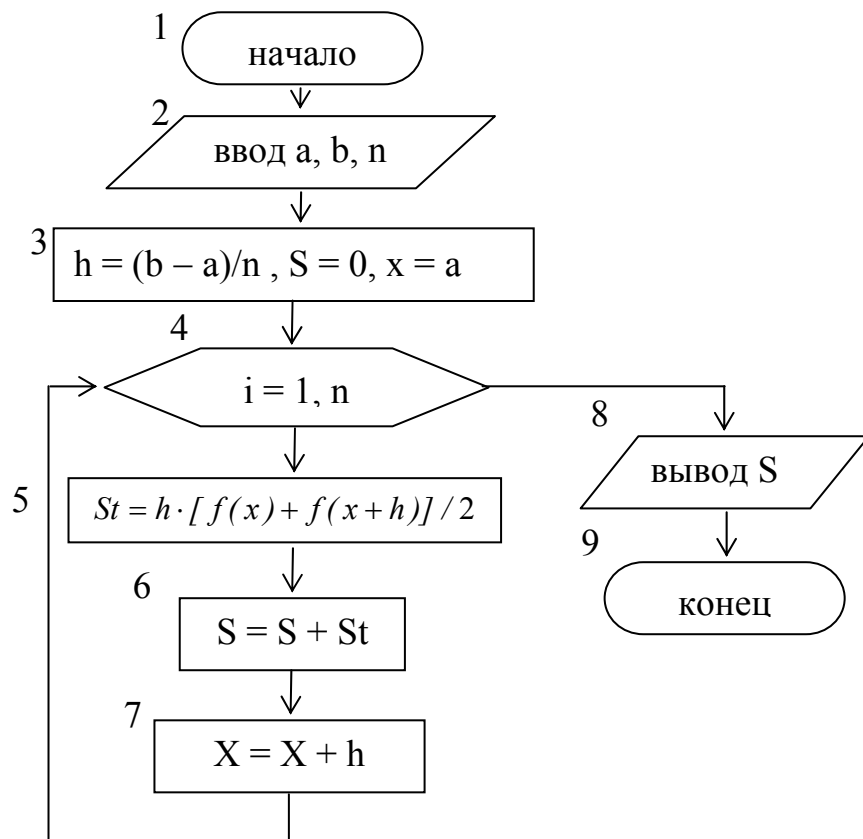 1
начало
2
ввод a, b, n
3
h = (b – a)/n , S = 0, x = a
4
i = 1, n
5
St = h · [ f( x ) + f( x + h )] / 2
6
S = S + St
7
X = X + h
8
вывод S
9
конец